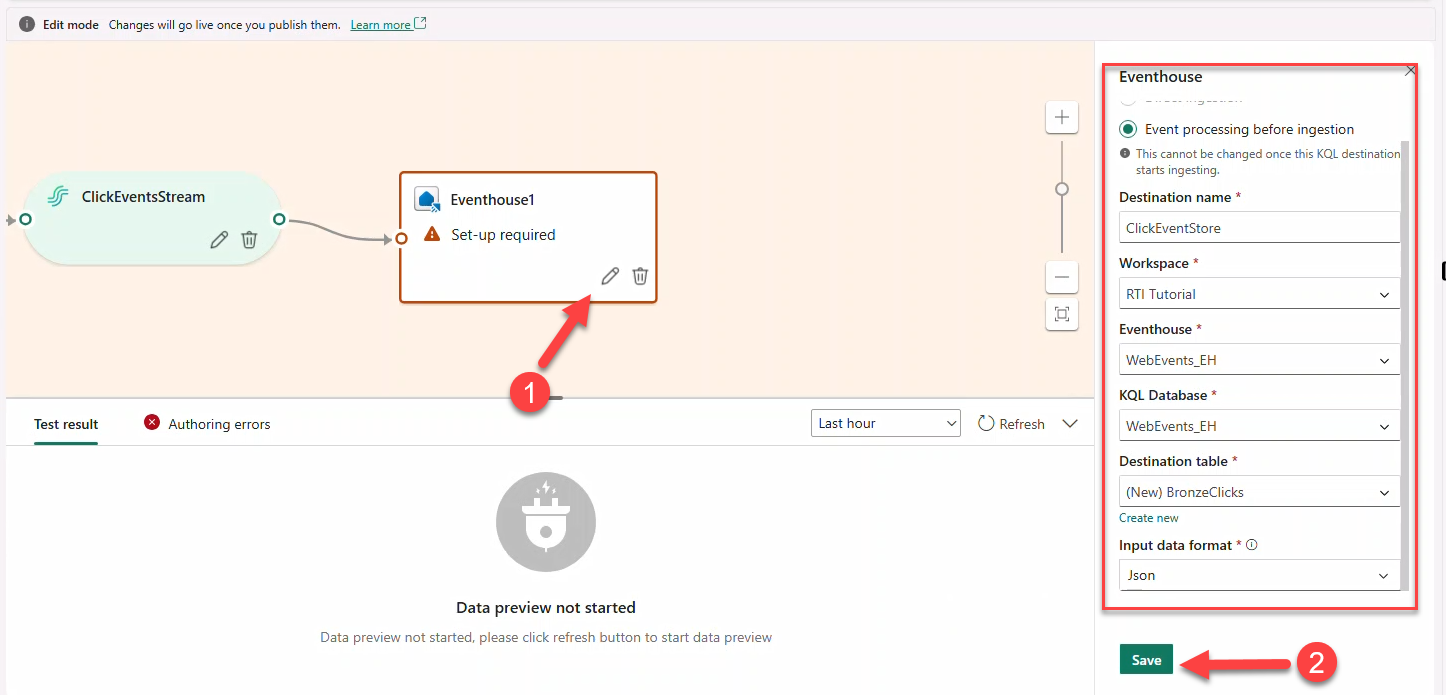 Edit mode Changes will go live once you publish them. Learn more
ClickEventsStream
Eventhouse1
Set-up required
1
Test result
Authoring errors
Last hour
Refresh
Data preview not started
Data preview not started, please click refresh button to start data preview
Eventhouse
Event processing before ingestion
This cannot be changed once this KQL destination
starts ingesting.
Destination name *
ClickEventStore
Workspace *
RTI Tutorial
Eventhouse *
WebEvents_EH
KQL Database *
WebEvents_EH
Destination table *
(New) BronzeClicks
Create new
Input data format *
Json
Save
2